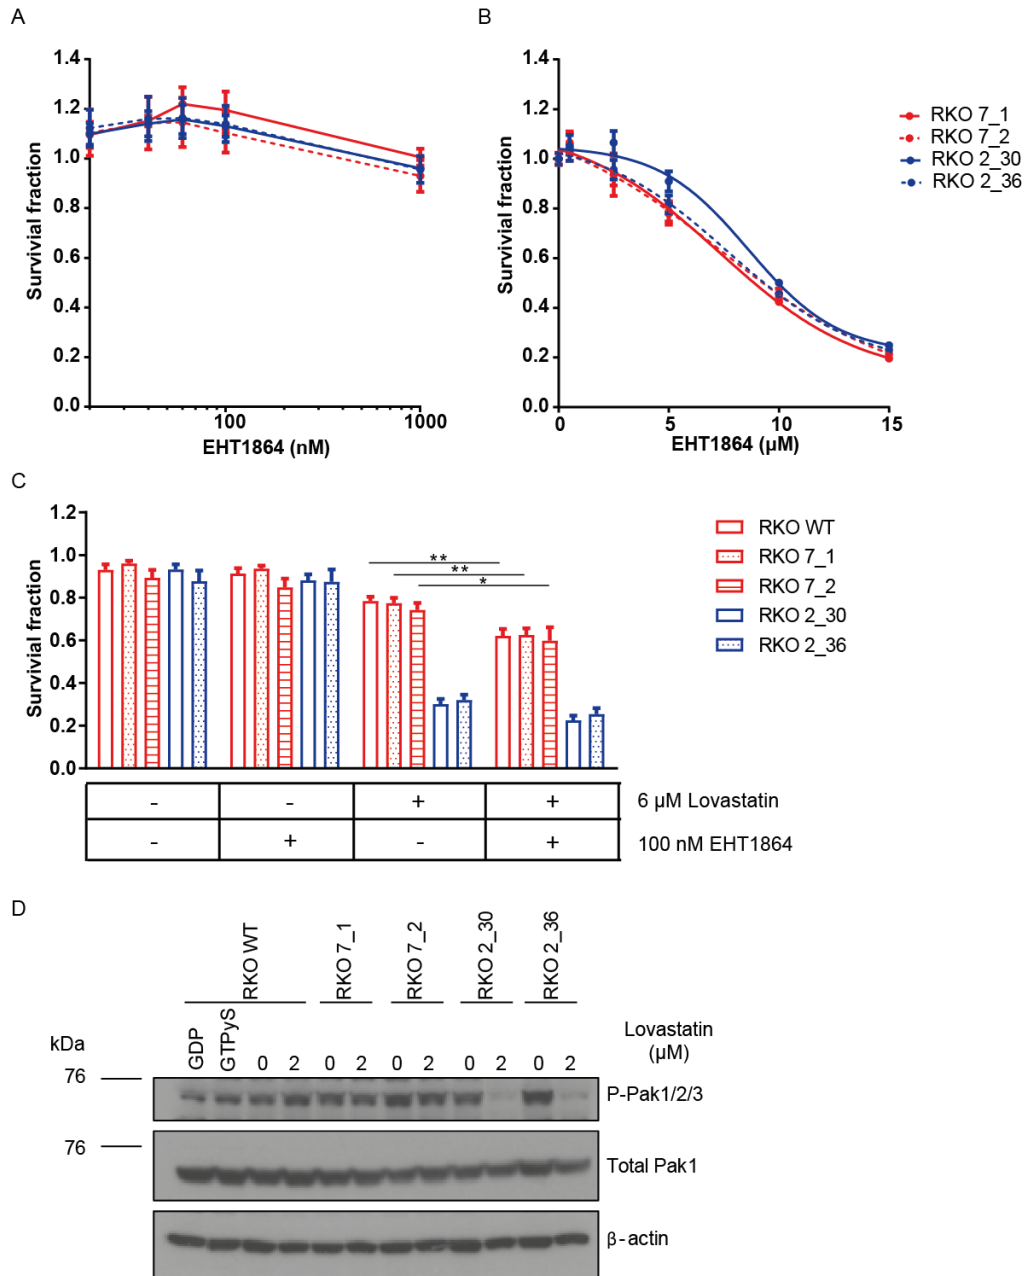 A
B
1.4
1.2
1.0
0.8
0.6
0.4
0.2
0.0
Survivial fraction
100
1000
EHT1864 (nM)
1.4
1.2
1.0
0.8
0.6
0.4
0.2
0.0
Survivial fraction
0
5
10
15
EHT1864 (µM)
RKO 7_1
RKO 7_2
RKO 2_30
RKO 2_36
C
1.2
1.0
0.8
0.6
0.4
0.2
0.0
Survivial fraction
**
**
*
RKO WT
RKO 7_1
RKO 7_2
RKO 2_30
RKO 2_36
- - + + 6 µM Lovastatin
- + - + 100 nM EHT1864
D
RKO WT
RKO 7_1
RKO 7_2
RKO 2_30
RKO 2_36
kDa
GDP
GTPyS
0 2 0 2 0 2 0 2 0 2
Lovastatin
(µM)
76
P-Pak1/2/3
76
Total Pak1
β-actin